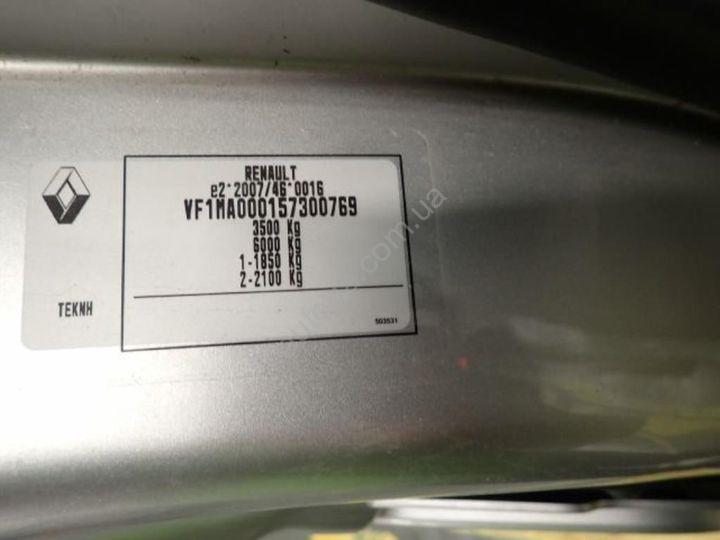 RENAULT
e2*2007/46*0016
VF1MA000157300769
3500 Kg
6000 Kg
1-1850 Kg
2-2100 Kg
TEKNH
503531